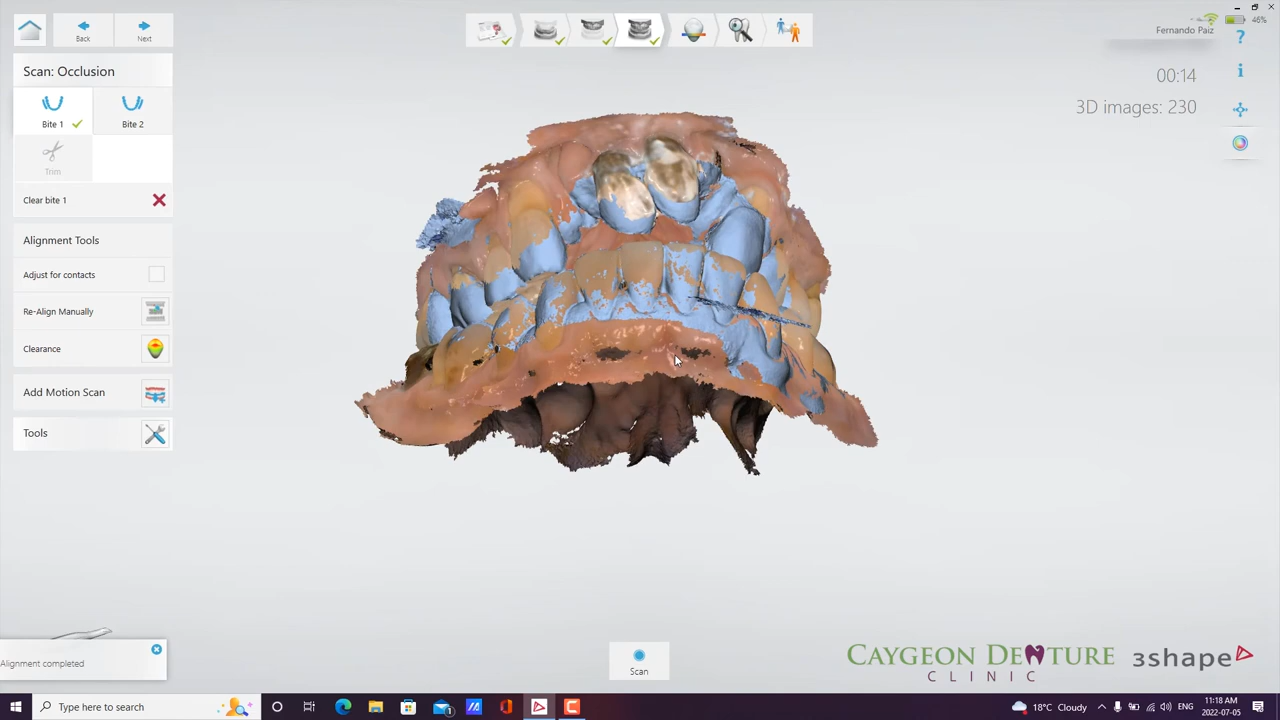 Back
Next
Fernando Paiz
46%
?
i
Scan: Occlusion
00:14
3D images: 230
Bite 1
Bite 2
Trim
Clear bite 1
Alignment Tools
Adjust for contacts
Re-Align Manually
Clearance
Add Motion Scan
Tools
Alignment completed
Scan
CAYGEON DENTURE
CLINIC
3shape
Type here to search
18°C Cloudy
ENG
11:18 AM
2022-07-05